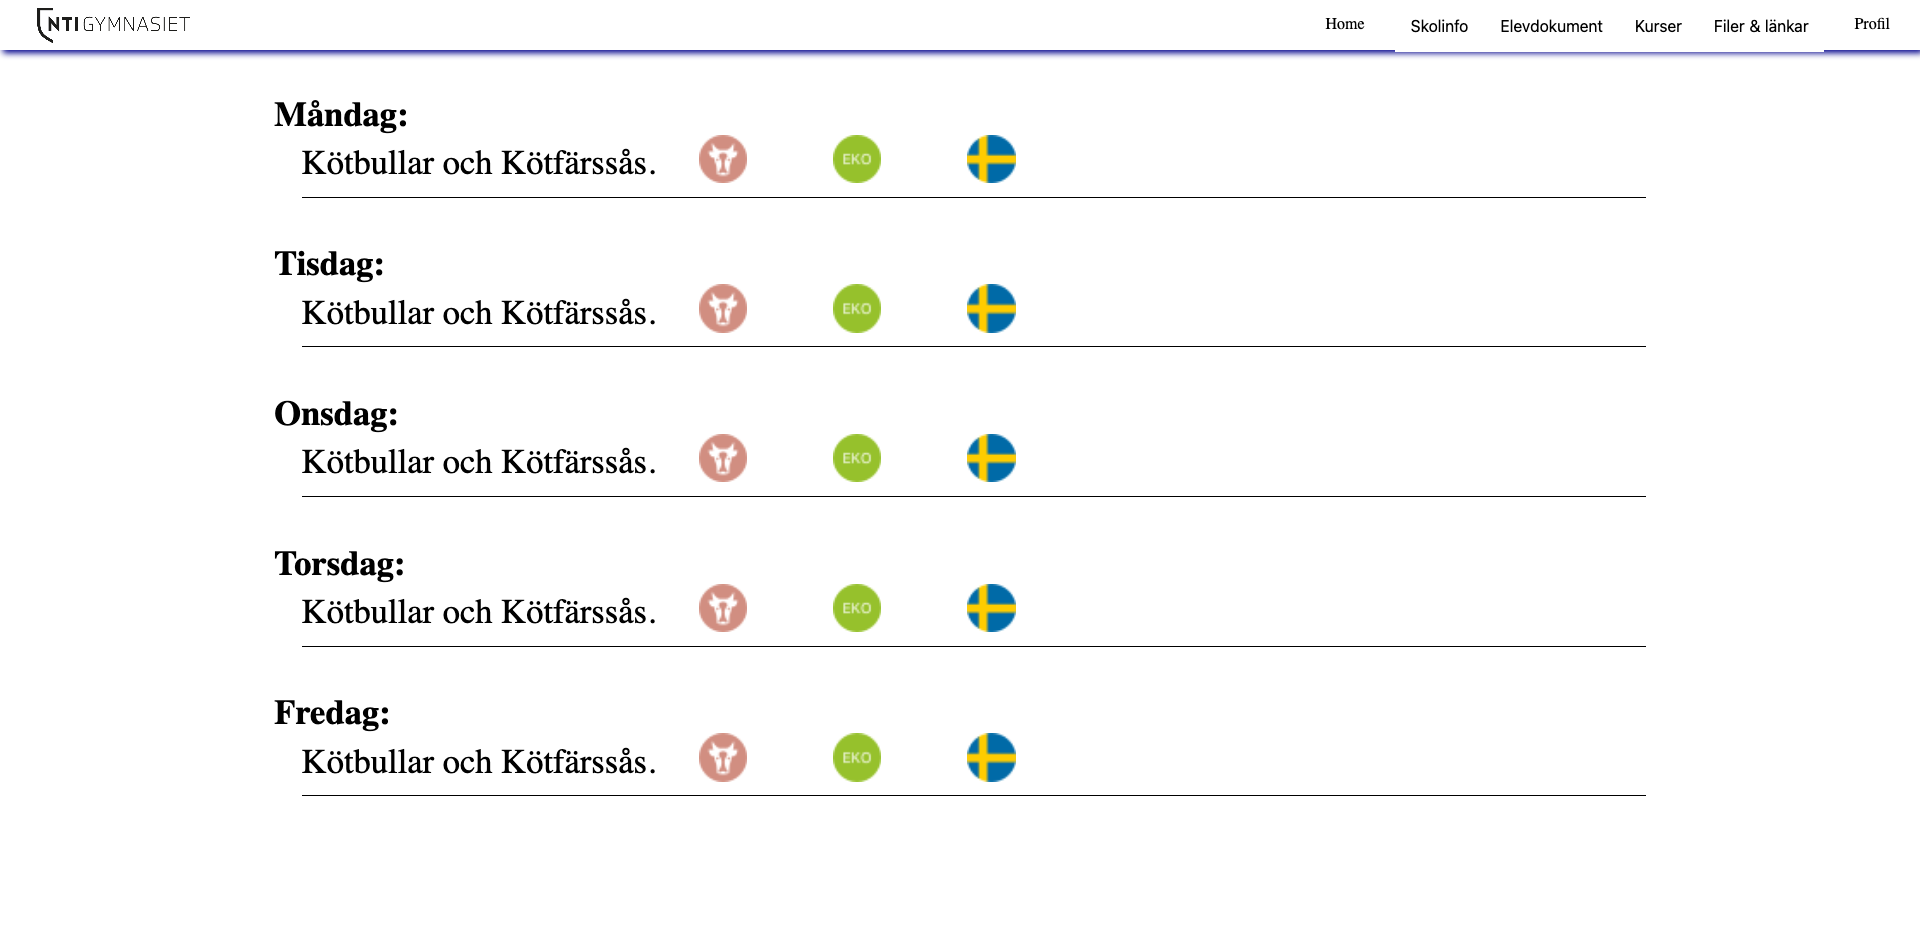 NTI GYMNASIET
Home Skolinfo Elevdokument Kurser Filer & länkar Profil
Måndag:
Kötbullar och Kötfärssås. EKO
Tisdag:
Kötbullar och Kötfärssås. EKO
Onsdag:
Kötbullar och Kötfärssås. EKO
Torsdag:
Kötbullar och Kötfärssås. EKO
Fredag:
Kötbullar och Kötfärssås. EKO